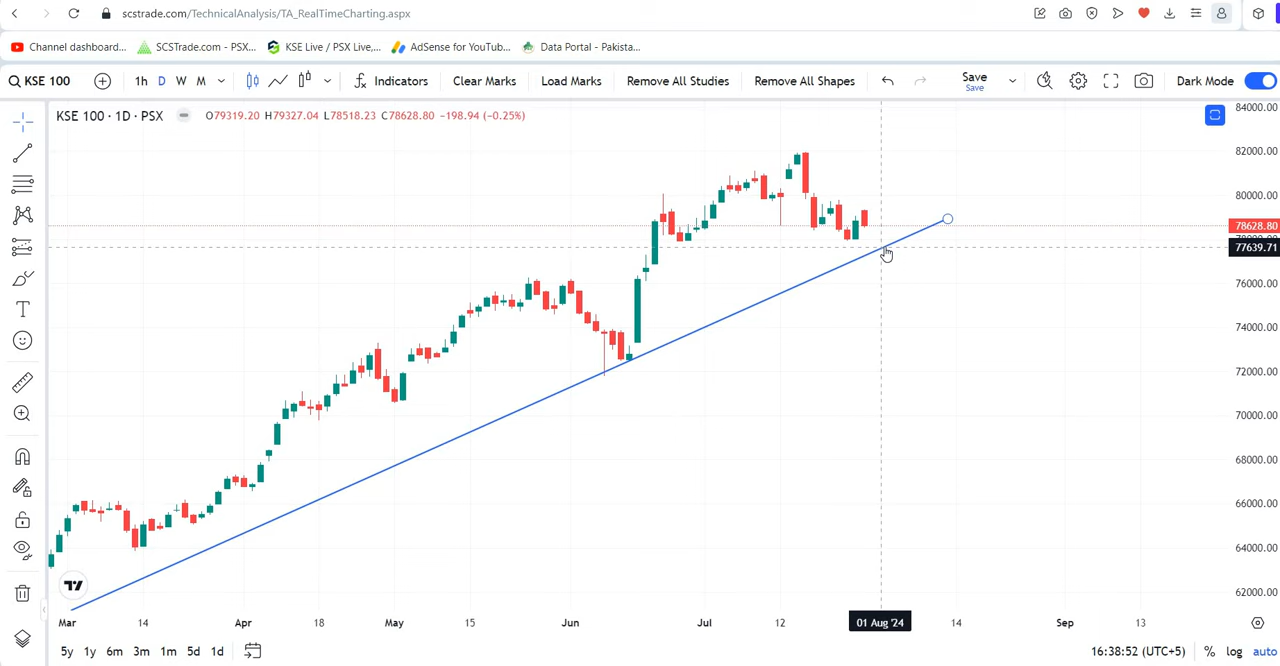 scstrade.com/TechnicalAnalysis/TA_RealTimeCharting.aspx
Channel dashboard... SCSTrade.com - PSX... KSE Live / PSX Live,... AdSense for YouTub... Data Portal - Pakista...
KSE 100 1h D W M Indicators Clear Marks Load Marks Remove All Studies Remove All Shapes Save Save Dark Mode
KSE 100 · 1D · PSX O79319.20 H79327.04 L78518.23 C78628.80 −198.94 (−0.25%)
84000.00
82000.00
80000.00
78628.80
77639.71
76000.00
74000.00
72000.00
70000.00
68000.00
66000.00
64000.00
62000.00
Mar 14 Apr 18 May 15 Jun Jul 12 01 Aug '24 14 Sep 13
5y 1y 6m 3m 1m 5d 1d 16:38:52 (UTC+5) % log auto